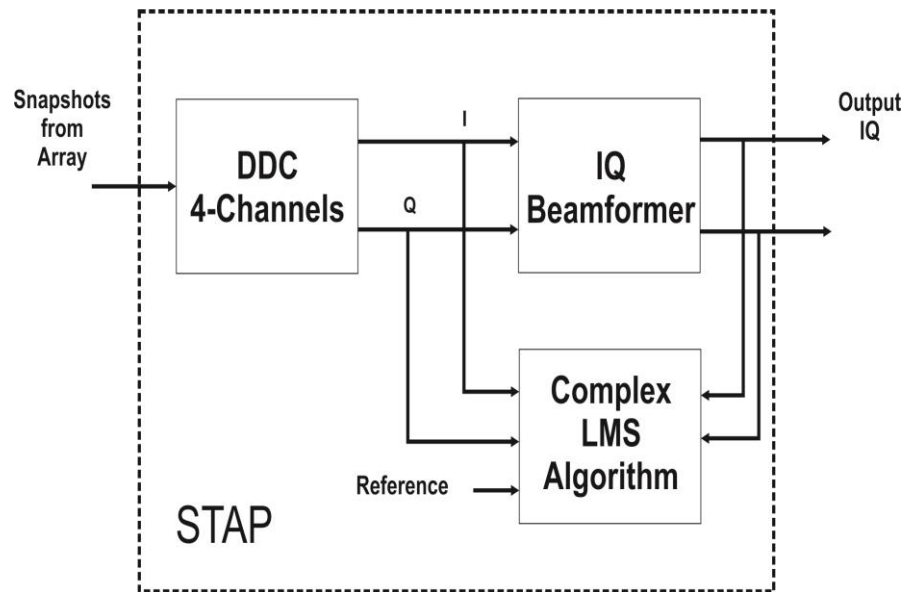 Snapshots
from
Array
DDC
4-Channels
I
Q
IQ
Beamformer
Output
IQ
Complex
LMS
Algorithm
Reference
STAP